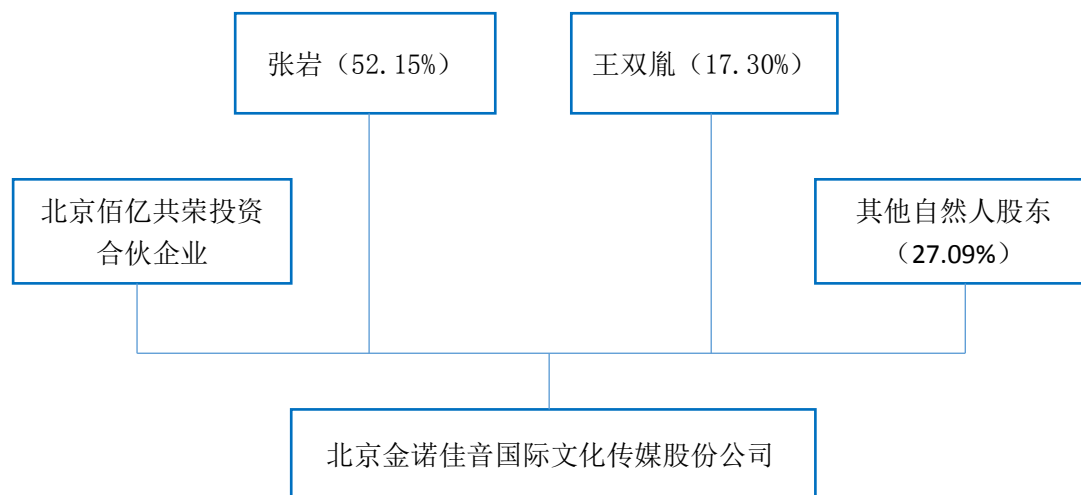 张岩（52.15%）
王双胤（17.30%）
北京佰亿共荣投资
合伙企业
其他自然人股东
（27.09%）
北京金诺佳音国际文化传媒股份公司